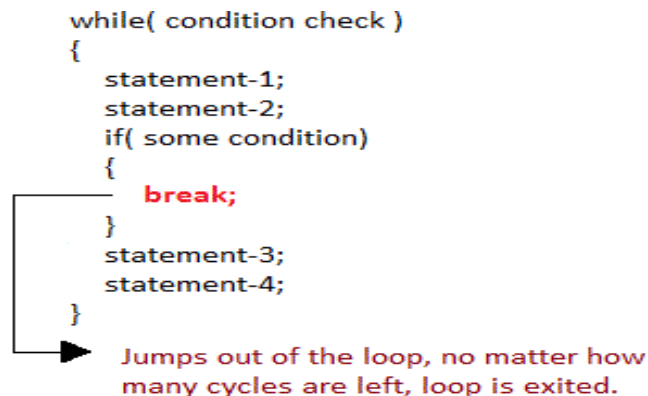 while( condition check )
{
statement-1;
statement-2;
if( some condition)
{
break;
}
statement-3;
statement-4;
}
Jumps out of the loop, no matter how
many cycles are left, loop is exited.